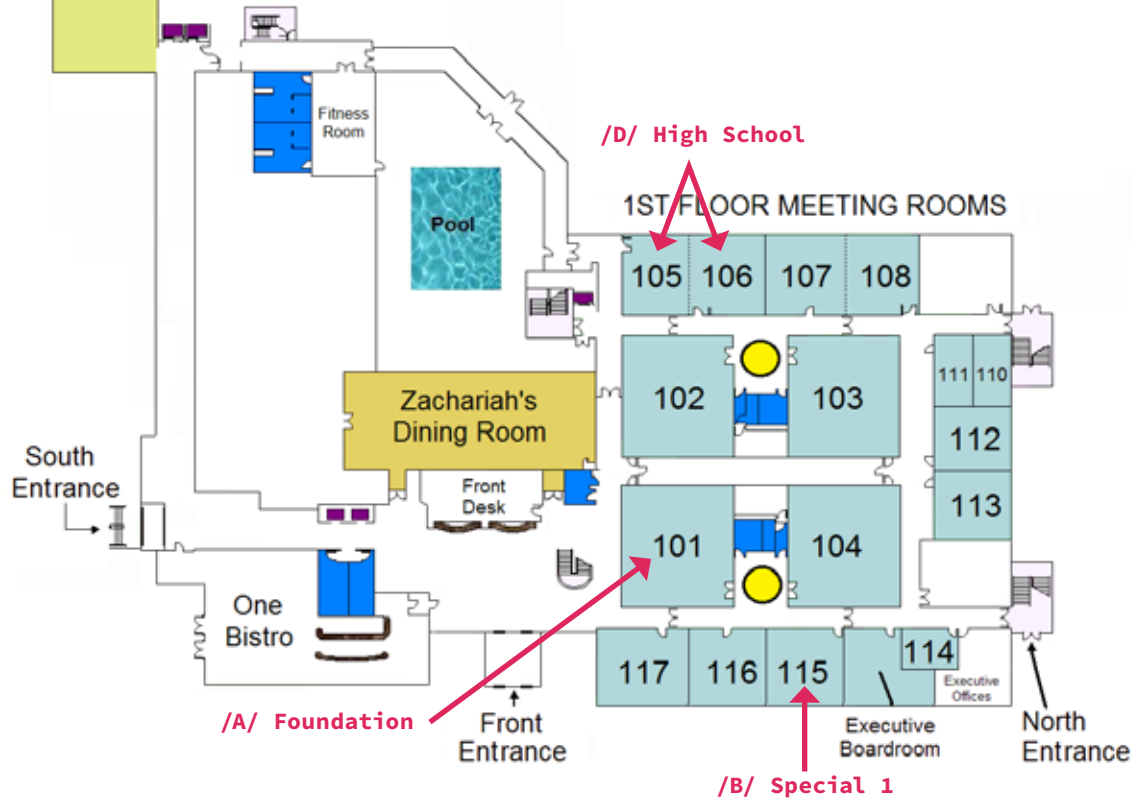 /D/ High School
Fitness
Room
1ST FLOOR MEETING ROOMS
Pool
105
106
107
108
102
103
111
110
Zachariah's
Dining Room
112
South
Entrance
Front
Desk
113
101
104
One
Bistro
117
116
115
114
Executive
Offices
/A/ Foundation
Front
Entrance
Executive
Boardroom
North
Entrance
/B/ Special 1